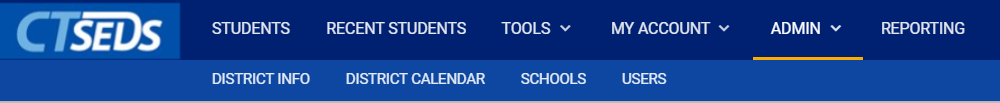 CTSEDS STUDENTS RECENT STUDENTS TOOLS MY ACCOUNT ADMIN REPORTING
DISTRICT INFO DISTRICT CALENDAR SCHOOLS USERS